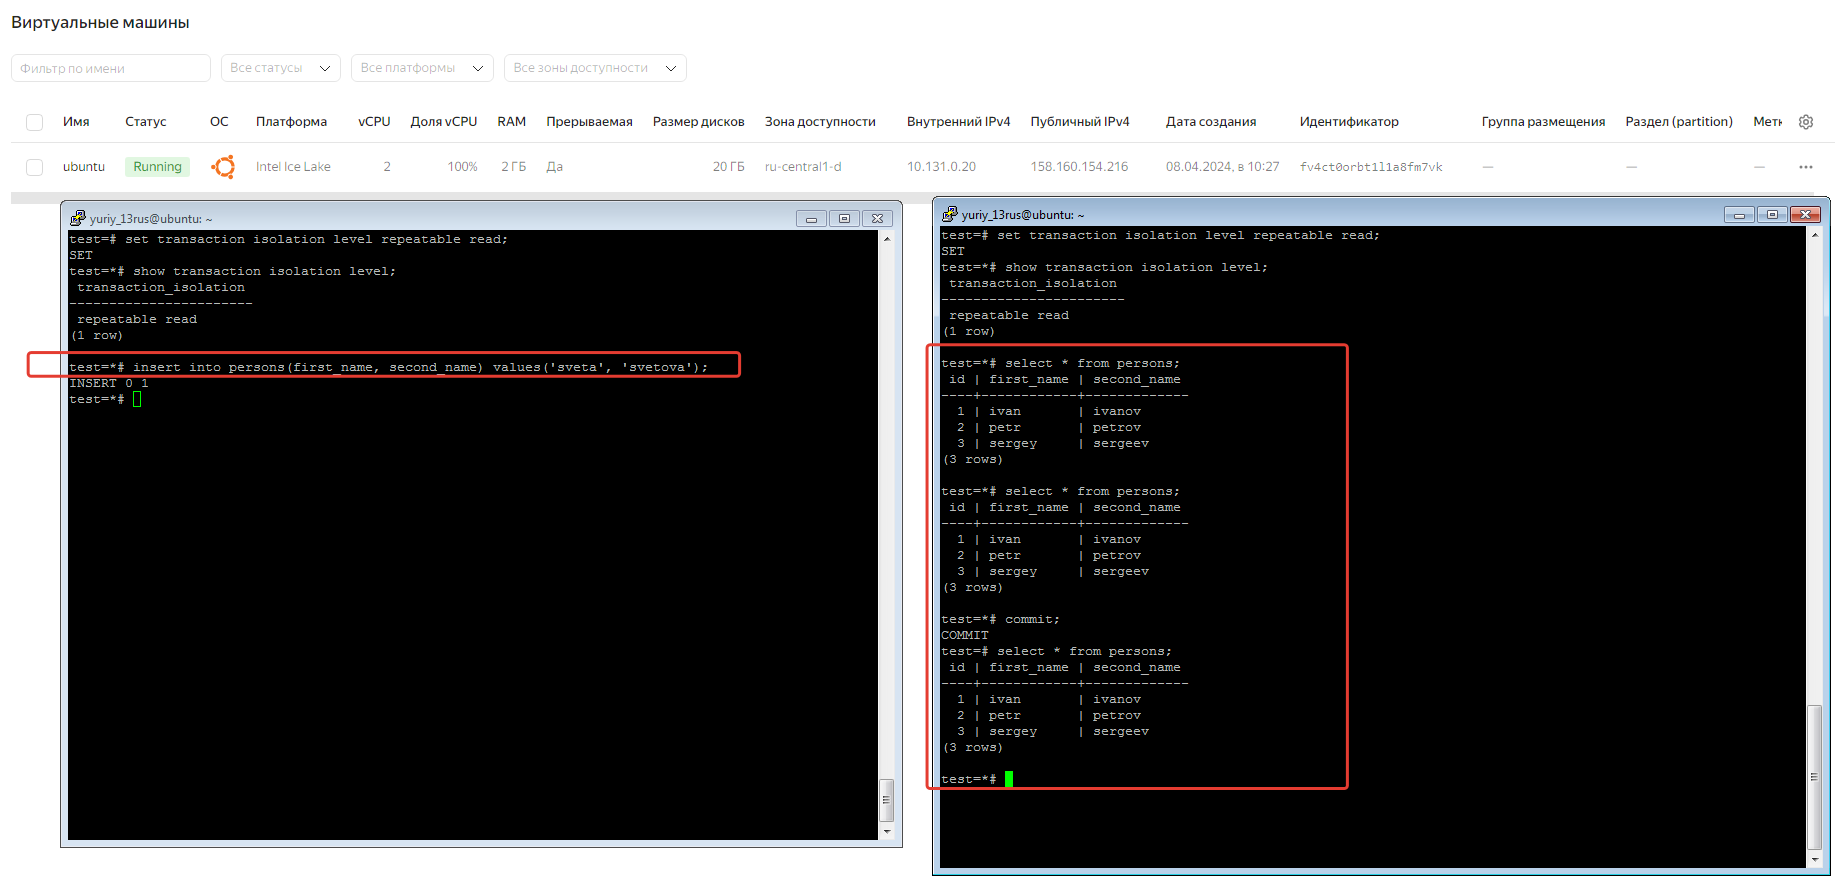 Виртуальные машины
Фильтр по имени Все статусы Все платформы Все зоны доступности
Имя Статус ОС Платформа vCPU Доля vCPU RAM Прерываемая Размер дисков Зона доступности Внутренний IPv4 Публичный IPv4 Дата создания Идентификатор Группа размещения Раздел (partition) Метк
ubuntu Running Intel Ice Lake 2 100% 2 ГБ Да 20 ГБ ru-central1-d 10.131.0.20 158.160.154.216 08.04.2024, в 10:27 fv4ct0orbt1l1a8fm7vk — — —
yuriy_13rus@ubuntu: ~
test=# set transaction isolation level repeatable read;
SET
test=*# show transaction isolation level;
transaction_isolation
-----------------------
repeatable read
(1 row)
test=*# insert into persons(first_name, second_name) values('sveta', 'svetova');
INSERT 0 1
test=*#
yuriy_13rus@ubuntu: ~
test=# set transaction isolation level repeatable read;
SET
test=*# show transaction isolation level;
transaction_isolation
-----------------------
repeatable read
(1 row)
test=*# select * from persons;
id | first_name | second_name
----+------------+-------------
1 | ivan | ivanov
2 | petr | petrov
3 | sergey | sergeev
(3 rows)
test=*# select * from persons;
id | first_name | second_name
----+------------+-------------
1 | ivan | ivanov
2 | petr | petrov
3 | sergey | sergeev
(3 rows)
test=*# commit;
COMMIT
test=# select * from persons;
id | first_name | second_name
----+------------+-------------
1 | ivan | ivanov
2 | petr | petrov
3 | sergey | sergeev
(3 rows)
test=*#